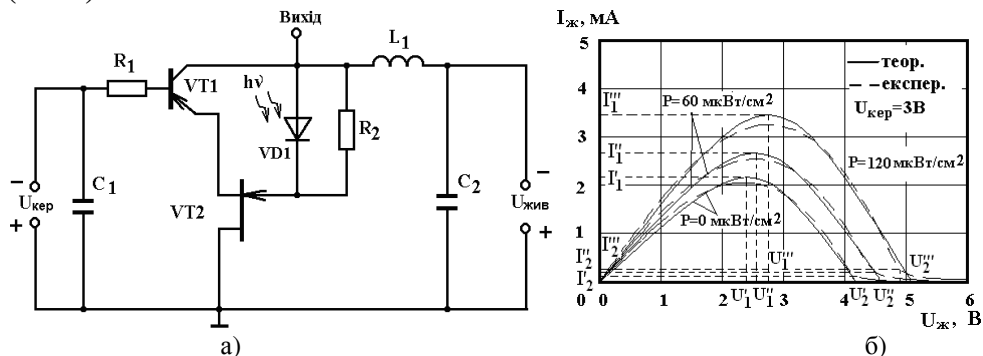 Вихід
R1
VT1
hν
VD1
R2
L1
VT2
C1
C2
−
Uкер
+
−
Uжив
+
а)
Iж, мА
5
4
3
2
1
0
I'''1
I''1
I'1
I'''2
I''2
I'2
P=60 мкВт/см2
P=0 мкВт/см2
P=120 мкВт/см2
теор.
експер.
Uкер=3В
U'''1
U'''2
0
1
2
U'1
U''1
3
4
U'2
U''2
5
6
Uж, В
б)